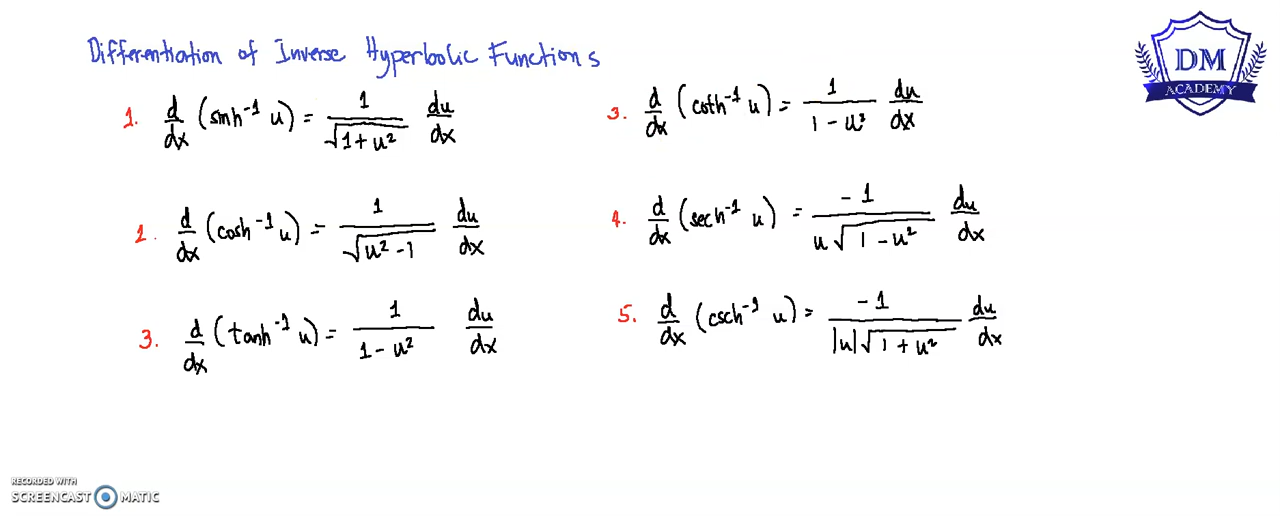 Differentiation of Inverse Hyperbolic Functions
1. d/dx (sinh⁻¹ u) = 1/√(1+u²) du/dx
2. d/dx (cosh⁻¹ u) = 1/√(u²-1) du/dx
3. d/dx (tanh⁻¹ u) = 1/(1-u²) du/dx
3. d/dx (coth⁻¹ u) = 1/(1-u²) du/dx
4. d/dx (sech⁻¹ u) = -1/(u√(1-u²)) du/dx
5. d/dx (csch⁻¹ u) = -1/(|u|√(1+u²)) du/dx
DM
ACADEMY
RECORDED WITH
SCREENCAST MATIC